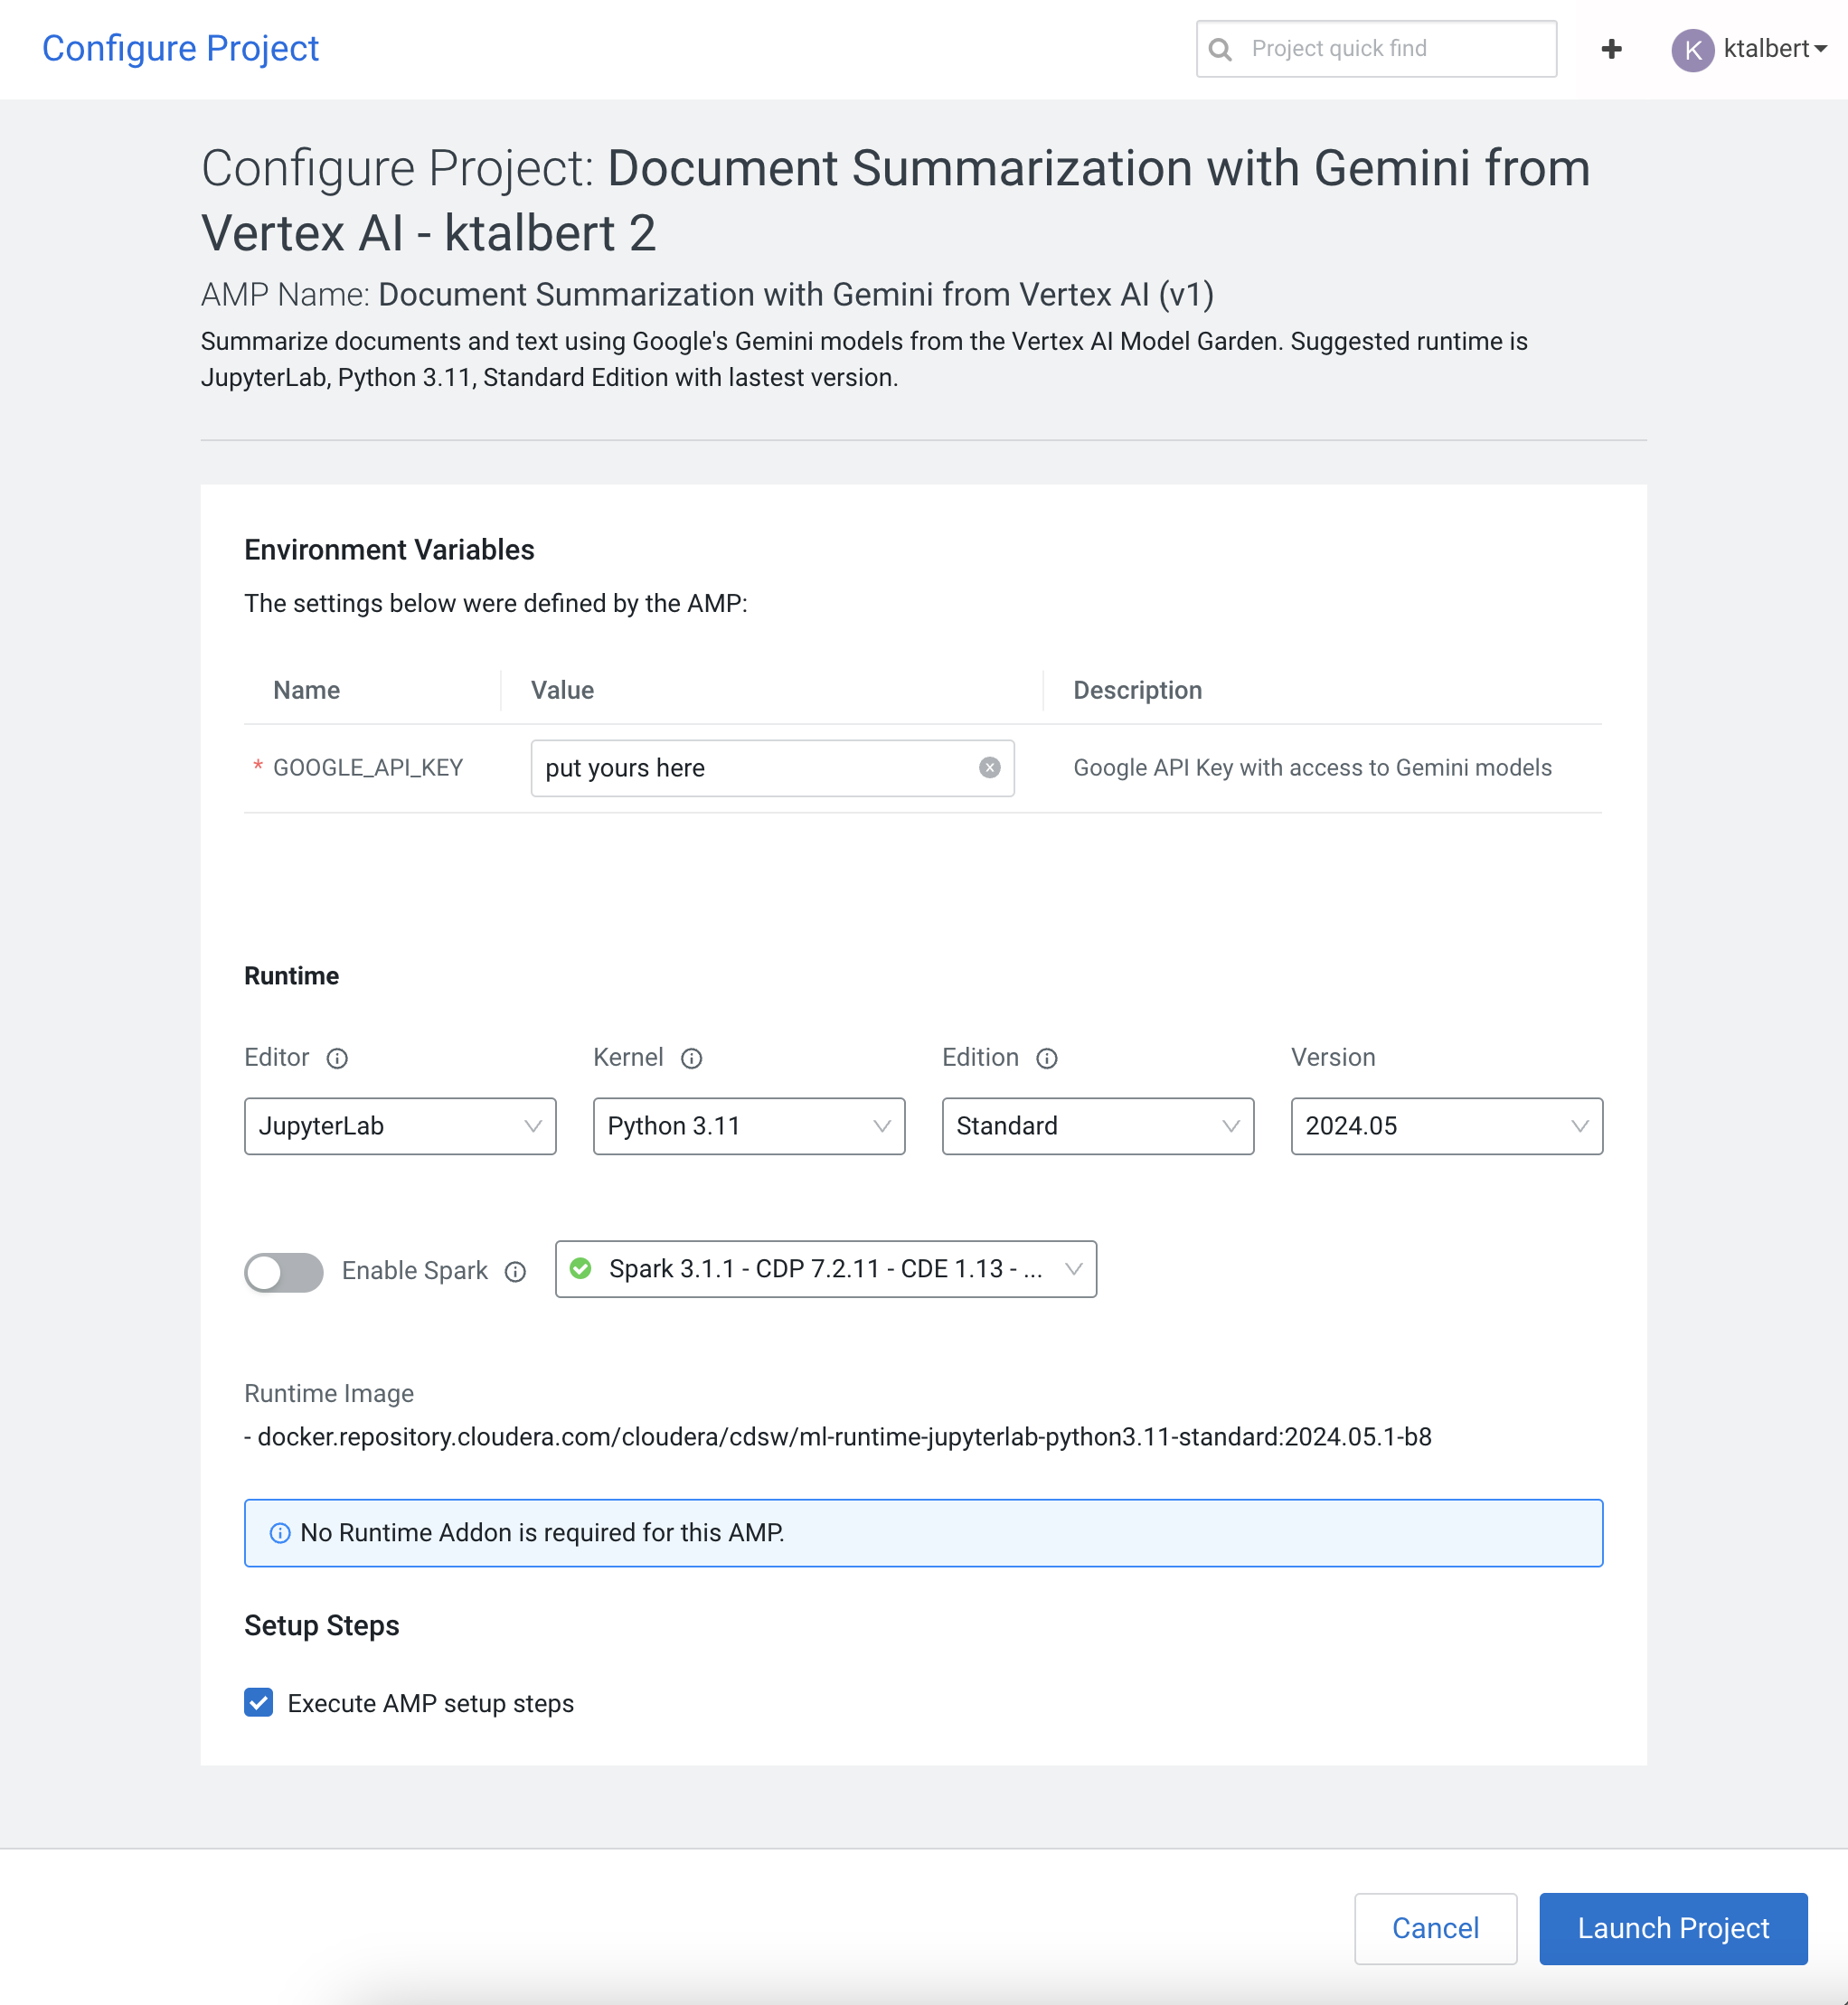 Configure Project
Project quick find
K
ktalbert
Configure Project: Document Summarization with Gemini from
Vertex AI - ktalbert 2
AMP Name: Document Summarization with Gemini from Vertex AI (v1)
Summarize documents and text using Google's Gemini models from the Vertex AI Model Garden. Suggested runtime is
JupyterLab, Python 3.11, Standard Edition with lastest version.
Environment Variables
The settings below were defined by the AMP:
Name Value Description
* GOOGLE_API_KEY put yours here Google API Key with access to Gemini models
Runtime
Editor Kernel Edition Version
JupyterLab Python 3.11 Standard 2024.05
Enable Spark Spark 3.1.1 - CDP 7.2.11 - CDE 1.13 - ...
Runtime Image
- docker.repository.cloudera.com/cloudera/cdsw/ml-runtime-jupyterlab-python3.11-standard:2024.05.1-b8
No Runtime Addon is required for this AMP.
Setup Steps
Execute AMP setup steps
Cancel Launch Project